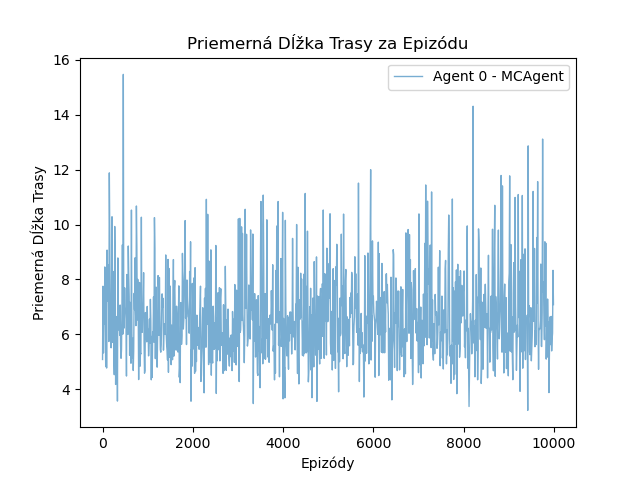 Priemerná Dĺžka Trasy za Epizódu
Agent 0 - MCAgent
Priemerná Dĺžka Trasy
16
14
12
10
8
6
4
0 2000 4000 6000 8000 10000
Epizódy